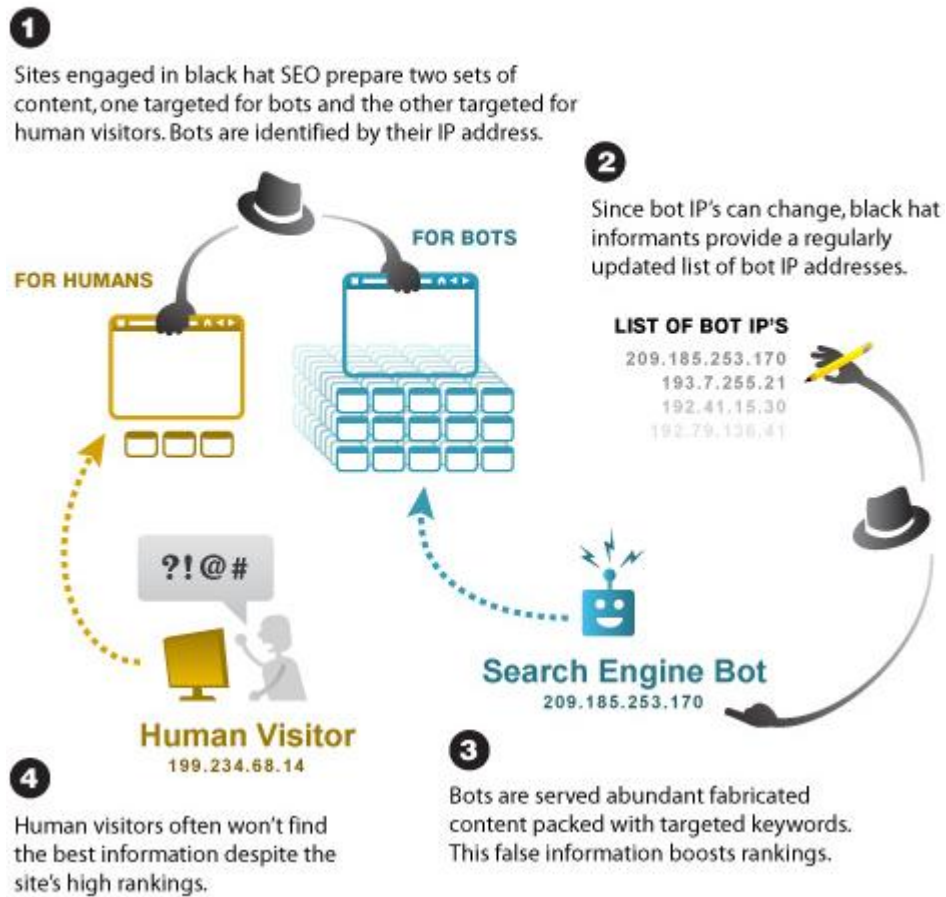 1
Sites engaged in black hat SEO prepare two sets of
content, one targeted for bots and the other targeted for
human visitors. Bots are identified by their IP address.
2
Since bot IP's can change, black hat
informants provide a regularly
updated list of bot IP addresses.
FOR HUMANS
FOR BOTS
LIST OF BOT IP'S
209.185.253.170
193.7.255.21
192.41.15.30
192.79.136.41
?!@#
Search Engine Bot
209.185.253.170
Human Visitor
199.234.68.14
3
Bots are served abundant fabricated
content packed with targeted keywords.
This false information boosts rankings.
4
Human visitors often won't find
the best information despite the
site's high rankings.